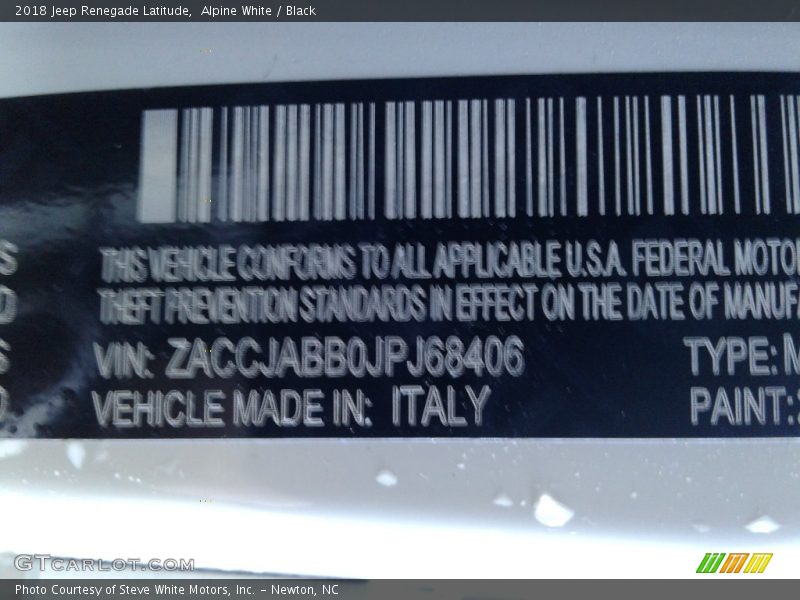 2018 Jeep Renegade Latitude,  Alpine White / Black
THIS VEHICLE CONFORMS TO ALL APPLICABLE U.S.A. FEDERAL MOTO
THEFT PREVENTION STANDARDS IN EFFECT ON THE DATE OF MANUFA
VIN: ZACCJABB0JPJ68406 TYPE: M
VEHICLE MADE IN: ITALY PAINT:
GTCARLOT.COM
Photo Courtesy of Steve White Motors, Inc. – Newton, NC